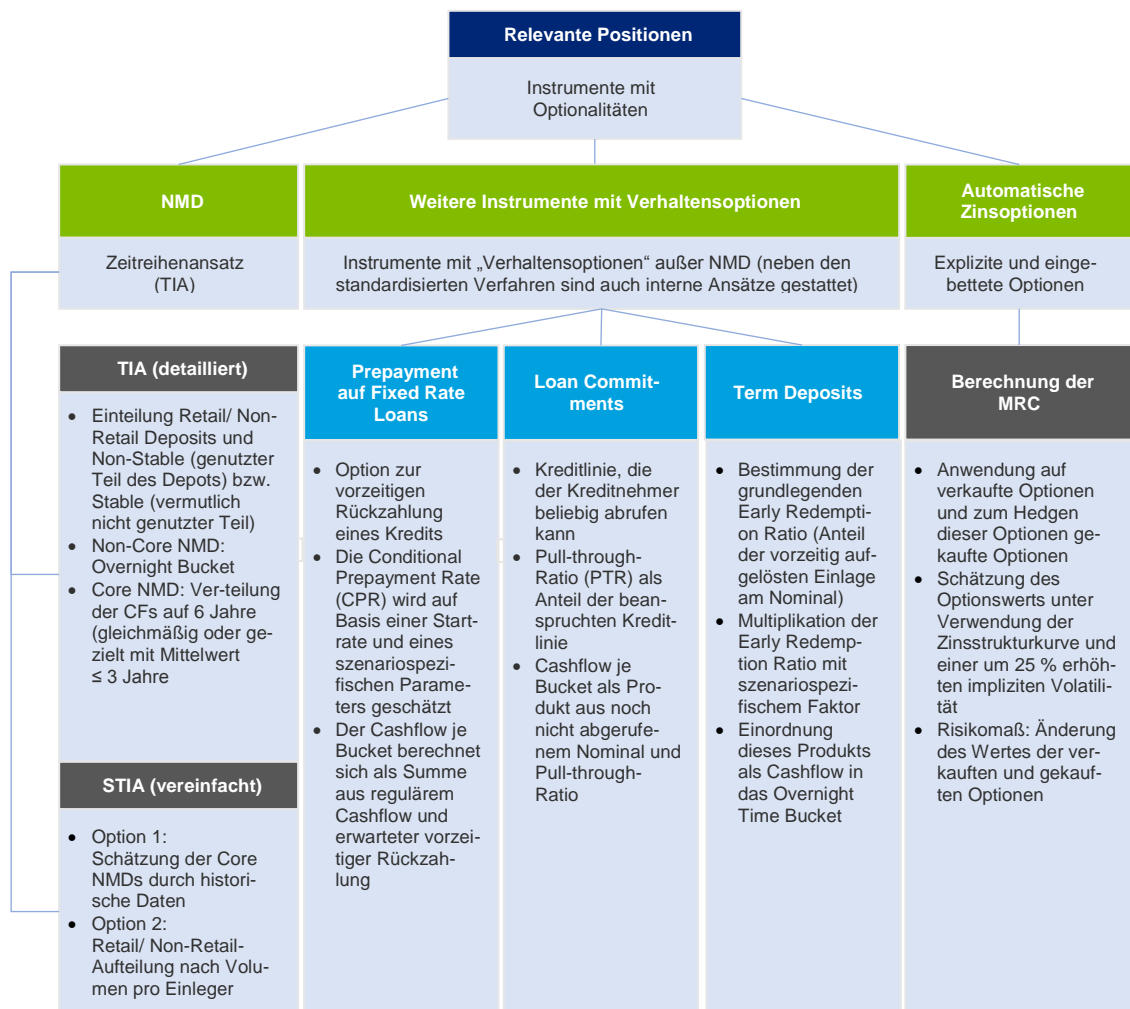 Relevante Positionen
Instrumente mit
Optionalitäten
NMD
Zeitreihenansatz
(TIA)
Weitere Instrumente mit Verhaltensoptionen
Instrumente mit „Verhaltensoptionen“ außer NMD (neben den
standardisierten Verfahren sind auch interne Ansätze gestattet)
Automatische
Zinsoptionen
Explizite und einge-
bettete Optionen
TIA (detailliert)
• Einteilung Retail/ Non-
Retail Deposits und
Non-Stable (genutzter
Teil des Depots) bzw.
Stable (vermutlich
nicht genutzter Teil)
• Non-Core NMD:
Overnight Bucket
• Core NMD: Ver-teilung
der CFs auf 6 Jahre
(gleichmäßig oder ge-
zielt mit Mittelwert
≤ 3 Jahre
STIA (vereinfacht)
• Option 1:
Schätzung der Core
NMDs durch histori-
sche Daten
• Option 2:
Retail/ Non-Retail-
Aufteilung nach Volu-
men pro Einleger
Prepayment
auf Fixed Rate
Loans
• Option zur
vorzeitigen
Rückzahlung
eines Kredits
• Die Conditional
Prepayment Rate
(CPR) wird auf
Basis einer Start-
rate und eines
szenariospezi-
fischen Parame-
ters geschätzt
• Der Cashflow je
Bucket berechnet
sich als Summe
aus regulärem
Cashflow und
erwarteter vorzei-
tiger Rückzah-
lung
Loan Commit-
ments
• Kreditlinie, die
der Kreditnehmer
beliebig abrufen
kann
• Pull-through-
Ratio (PTR) als
Anteil der bean-
spruchten Kredit-
linie
• Cashflow je
Bucket als Pro-
dukt aus noch
nicht abgerufe-
nem Nominal und
Pull-through-
Ratio
Term Deposits
• Bestimmung der
grundlegenden
Early Redempti-
on Ratio (Anteil
der vorzeitig auf-
gelösten Einlage
am Nominal)
• Multiplikation der
Early Redemp-
tion Ratio mit
szenariospezifi-
schem Faktor
• Einordnung
dieses Produkts
als Cashflow in
das Overnight
Time Bucket
Berechnung der
MRC
• Anwendung auf
verkaufte Optionen
und zum Hedgen
dieser Optionen ge-
kaufte Optionen
• Schätzung des
Optionswerts unter
Verwendung der
Zinsstrukturkurve und
einer um 25 % erhöh-
ten impliziten Volatili-
tät
• Risikomaß: Änderung
des Wertes der ver-
kauften und gekauf-
ten Optionen